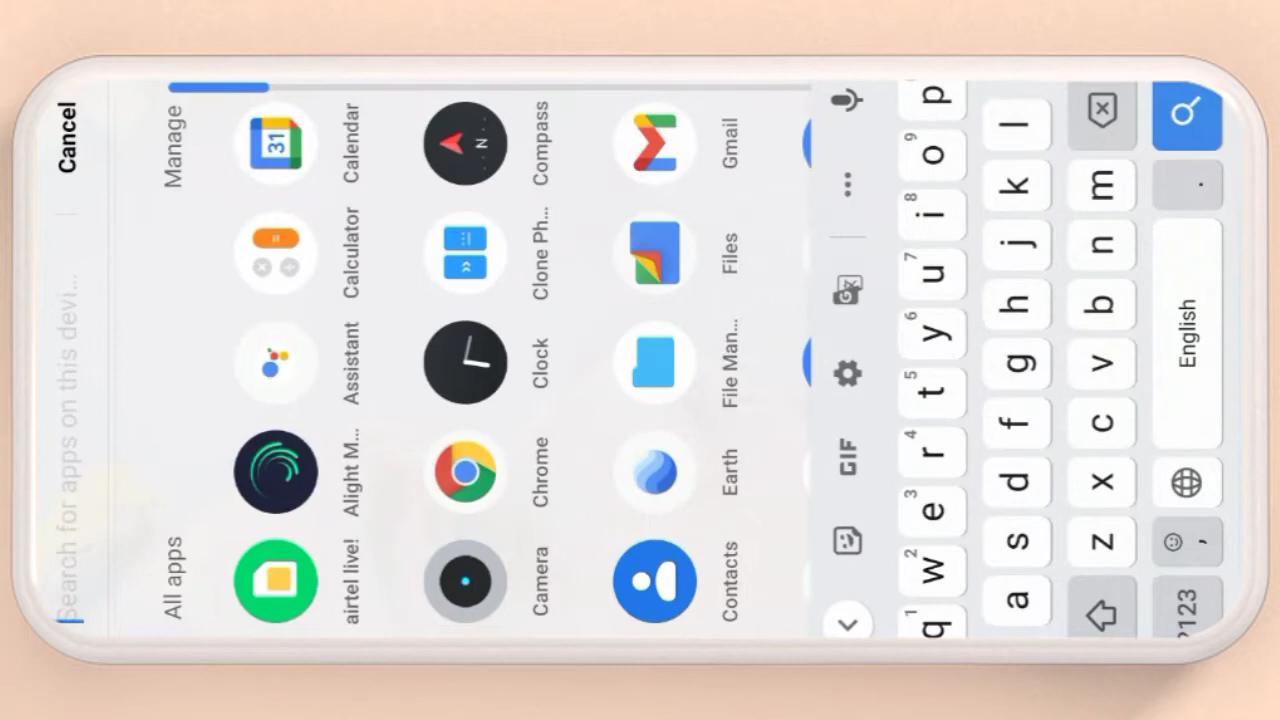 Search for apps on this devi...
Cancel
All apps
Manage
airtel live!
Alight M...
Assistant
Calculator
Calendar
31
Camera
Chrome
Clock
Clone Ph...
Compass
N
Contacts
Earth
File Man...
Files
Gmail
GIF
q w e r t y u i o p
1 2 3 4 5 6 7 8 9
a s d f g h j k l
z x c v b n m
?123 , English .